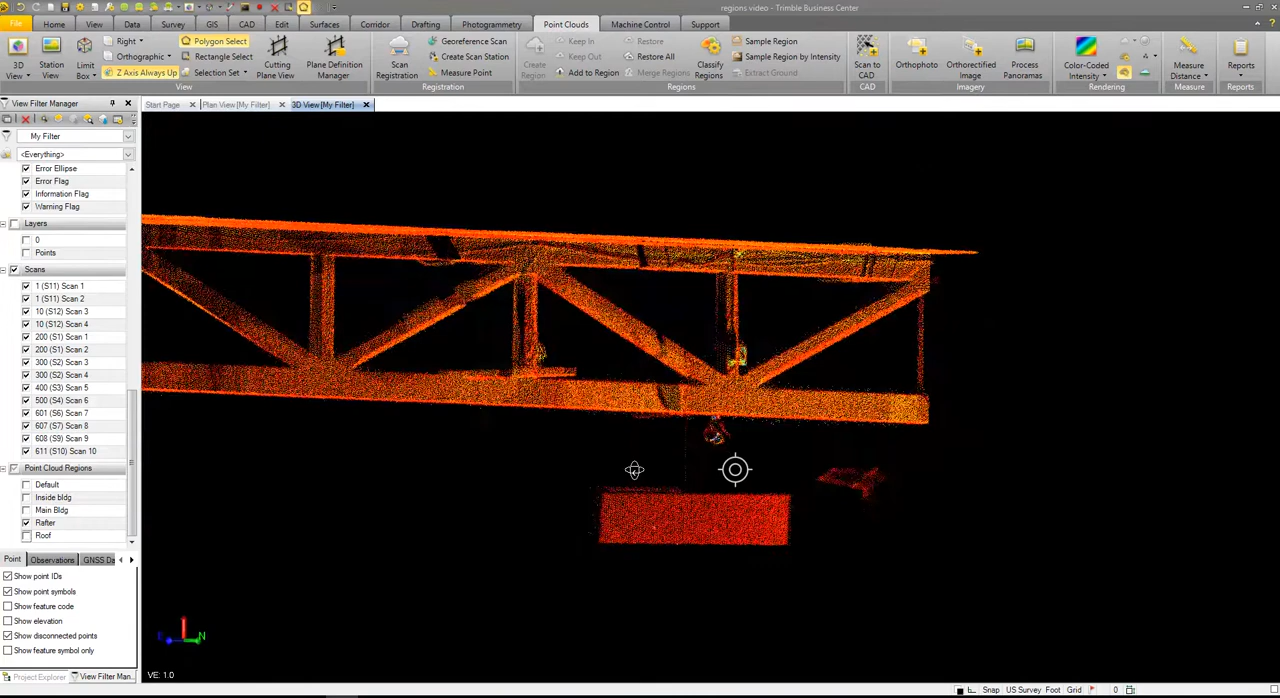 regions video - Trimble Business Center
File Home View Data Survey GIS CAD Edit Surfaces Corridor Drafting Photogrammetry Point Clouds Machine Control Support
3D View Station View Limit Box Right Orthographic Z Axis Always Up Polygon Select Rectangle Select Selection Set Cutting Plane View Plane Definition Manager
View
Scan Registration Georeference Scan Create Scan Station Measure Point
Registration
Create Region Keep In Keep Out Add to Region Restore Restore All Merge Regions Classify Regions Sample Region Sample Region by Intensity Extract Ground
Regions
Scan to CAD
CAD
Orthophoto Orthorectified Image Process Panoramas
Imagery
Color-Coded Intensity
Rendering
Measure Distance
Measure
Reports
Reports
View Filter Manager
Start Page Plan View [My Filter] 3D View [My Filter]
My Filter
<Everything>
Error Ellipse
Error Flag
Information Flag
Warning Flag
Layers
0
Points
Scans
1 (S11) Scan 1
1 (S11) Scan 2
10 (S12) Scan 3
10 (S12) Scan 4
200 (S1) Scan 1
200 (S1) Scan 2
300 (S2) Scan 3
300 (S2) Scan 4
400 (S3) Scan 5
500 (S4) Scan 6
601 (S6) Scan 7
607 (S7) Scan 8
608 (S9) Scan 9
611 (S10) Scan 10
Point Cloud Regions
Default
Inside bldg
Main Bldg
Rafter
Roof
Point Observations GNSS Da
Show point IDs
Show point symbols
Show feature code
Show elevation
Show disconnected points
Show feature symbol only
E N
VE: 1.0
Project Explorer View Filter Man...
Snap US Survey Foot Grid 0